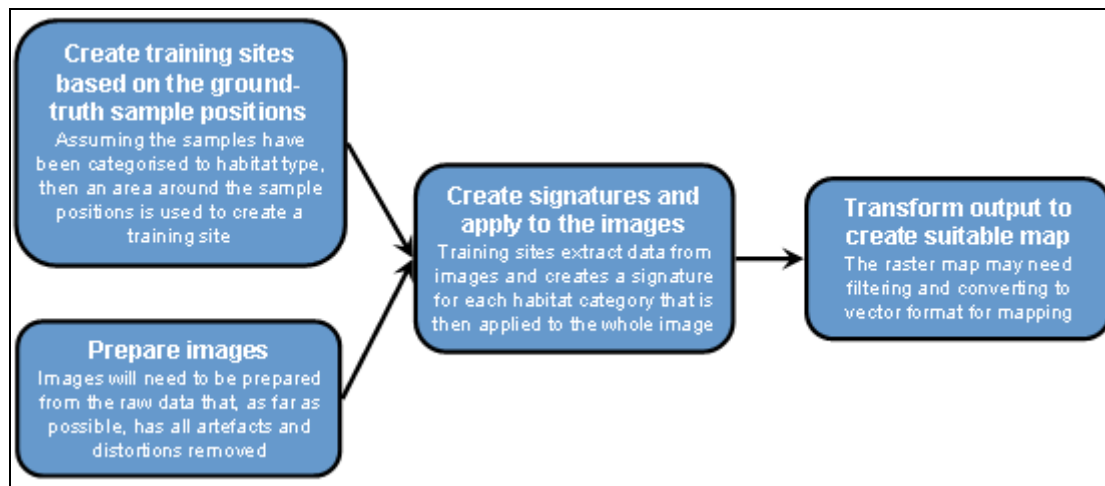 Create training sites
based on the ground-
truth sample positions
Assuming the samples have
been categorised to habitat type,
then an area around the sample
positions is used to create a
training site
Prepare images
Images will need to be prepared
from the raw data that, as far as
possible, has all artefacts and
distortions removed
Create signatures and
apply to the images
Training sites extract data from
images and creates a signature
for each habitat category that is
then applied to the whole image
Transform output to
create suitable map
The raster map may need
filtering and converting to
vector format for mapping